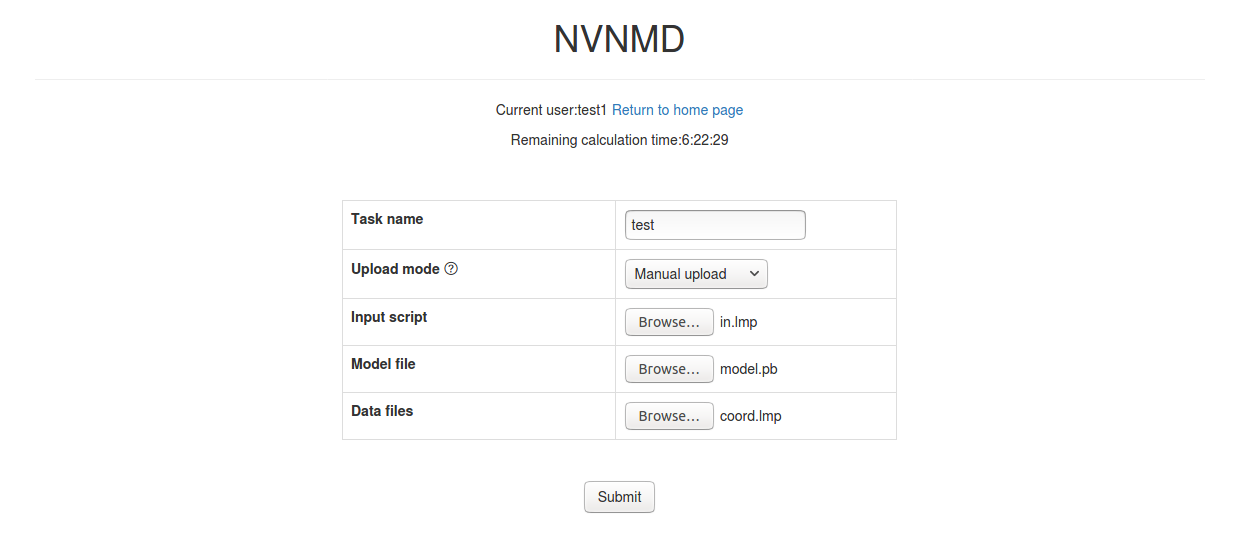 NVNMD
Current user:test1 Return to home page
Remaining calculation time:6:22:29
Task name test
Upload mode ? Manual upload
Input script Browse... in.lmp
Model file Browse... model.pb
Data files Browse... coord.lmp
Submit